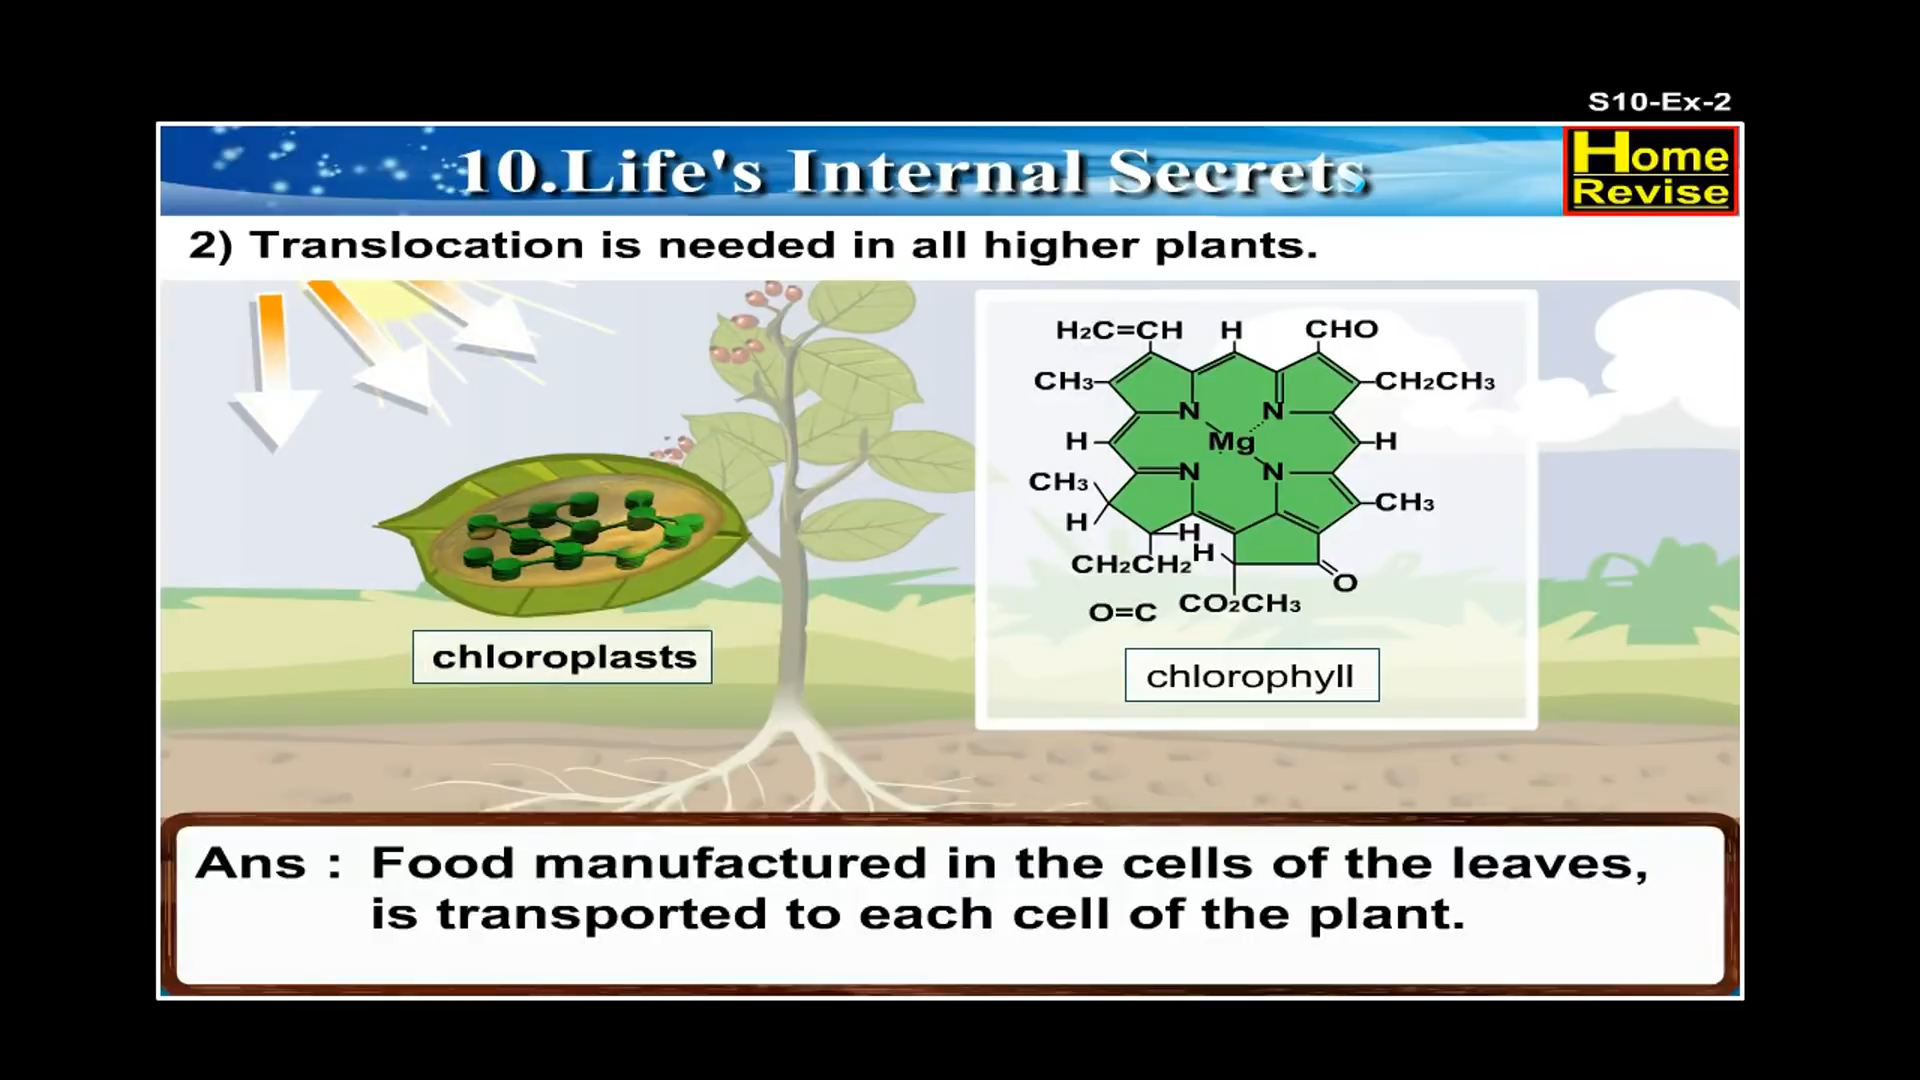 S10-Ex-2
10.Life's Internal Secrets
Home
Revise
2) Translocation is needed in all higher plants.
H₂C=CH H CHO
CH₃ CH₂CH₃
N N
H Mg H
N N
CH₃ CH₃
H H
CH₂CH₂ H
O
O=C CO₂CH₃
chloroplasts
chlorophyll
Ans : Food manufactured in the cells of the leaves,
is transported to each cell of the plant.